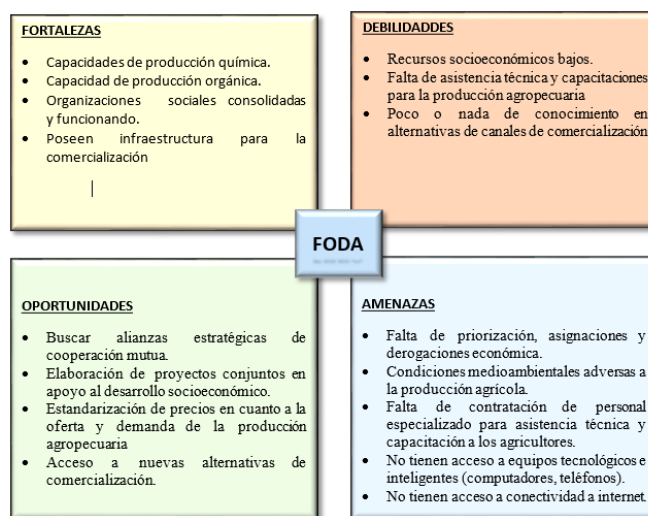 FORTALEZAS
• Capacidades de producción química.
• Capacidad de producción orgánica.
• Organizaciones sociales consolidadas
y funcionando.
• Poseen infraestructura para la
comercialización
DEBILIDADDES
• Recursos socioeconómicos bajos.
• Falta de asistencia técnica y capacitaciones
para la producción agropecuaria
• Poco o nada de conocimiento en
alternativas de canales de comercialización
FODA
OPORTUNIDADES
• Buscar alianzas estratégicas de
cooperación mutua.
• Elaboración de proyectos conjuntos en
apoyo al desarrollo socioeconómico.
• Estandarización de precios en cuanto a la
oferta y demanda de la producción
agropecuaria
• Acceso a nuevas alternativas de
comercialización.
AMENAZAS
• Falta de priorización, asignaciones y
derogaciones económica.
• Condiciones medioambientales adversas a
la producción agrícola.
• Falta de contratación de personal
especializado para asistencia técnica y
capacitación a los agricultores.
• No tienen acceso a equipos tecnológicos e
inteligentes (computadores, teléfonos).
• No tienen acceso a conectividad a internet.